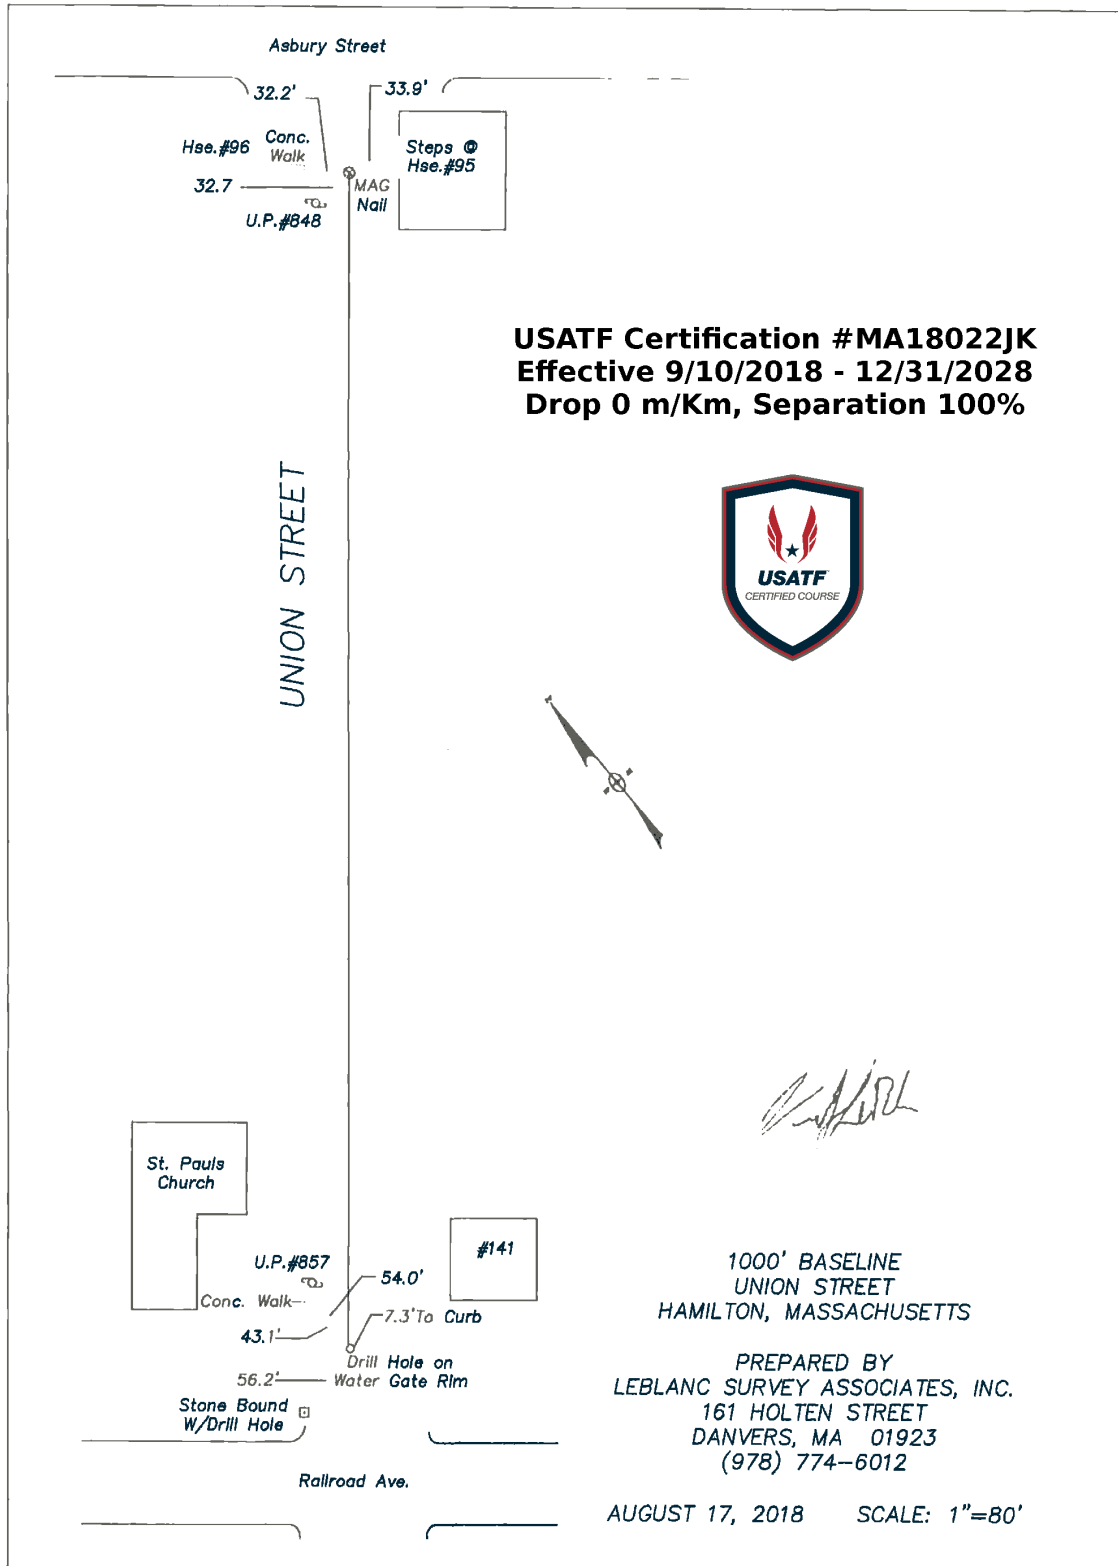 Asbury Street
32.2'
33.9'
Hse.#96
Conc.
Walk
Steps @
Hse.#95
32.7
MAG
Nail
U.P.#848
USATF Certification #MA18022JK
Effective 9/10/2018 - 12/31/2028
Drop 0 m/Km, Separation 100%
UNION STREET
USATF
CERTIFIED COURSE
St. Pauls
Church
U.P.#857
#141
54.0'
Conc. Walk
7.3'To Curb
43.1'
Drill Hole on
Water Gate Rim
56.2'
Stone Bound
W/Drill Hole
Railroad Ave.
1000' BASELINE
UNION STREET
HAMILTON, MASSACHUSETTS
PREPARED BY
LEBLANC SURVEY ASSOCIATES, INC.
161 HOLTEN STREET
DANVERS, MA 01923
(978) 774-6012
AUGUST 17, 2018 SCALE: 1"=80'